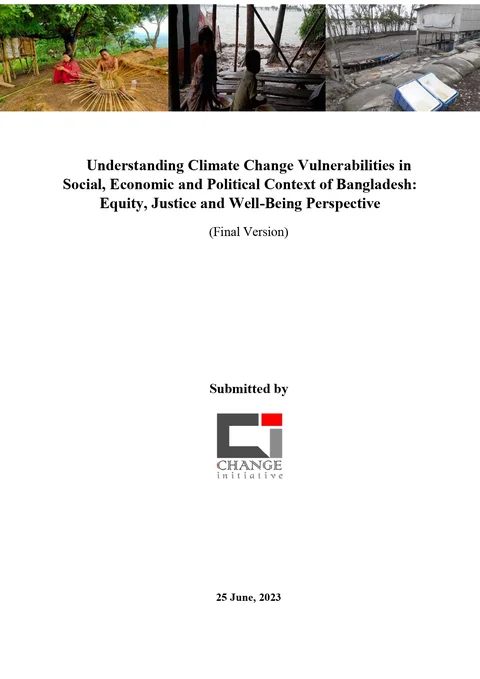 Understanding Climate Change Vulnerabilities in
Social, Economic and Political Context of Bangladesh:
Equity, Justice and Well-Being Perspective
(Final Version)
Submitted by
CHANGE
initiative
25 June, 2023